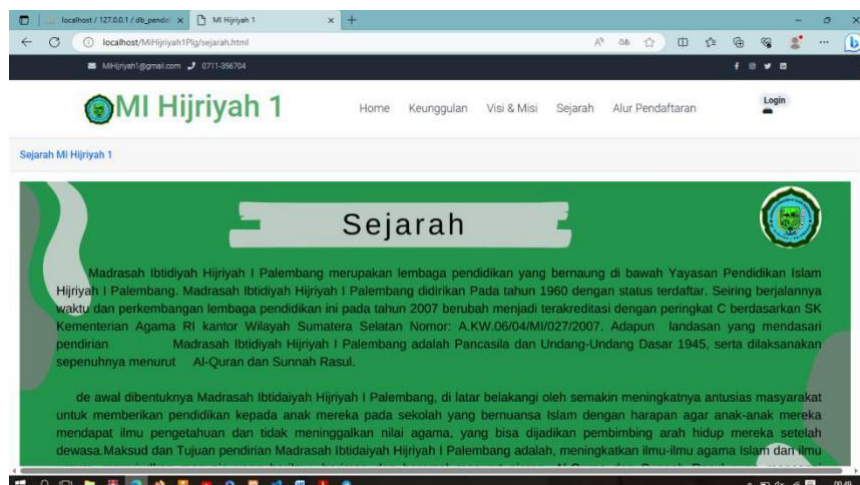 localhost / 127.0.0.1 / db_penda
MI Hijriyah 1
localhost/MiHijriyah1Plg/sejarah.html
MiHijriyah1@gmail.com 0711-356704
MI Hijriyah 1
Home Keunggulan Visi & Misi Sejarah Alur Pendaftaran Login
Sejarah MI Hijriyah 1
Sejarah
Madrasah Ibtidiyah Hijriyah I Palembang merupakan lembaga pendidikan yang bernaung di bawah Yayasan Pendidikan Islam
Hijriyah I Palembang. Madrasah Ibtidiyah Hijriyah I Palembang didirikan Pada tahun 1960 dengan status terdaftar. Seiring berjalannya
waktu dan perkembangan lembaga pendidikan ini pada tahun 2007 berubah menjadi terakreditasi dengan peringkat C berdasarkan SK
Kementerian Agama RI kantor Wilayah Sumatera Selatan Nomor: A.KW.06/04/MI/027/2007. Adapun landasan yang mendasari
pendirian Madrasah Ibtidiyah Hijriyah I Palembang adalah Pancasila dan Undang-Undang Dasar 1945, serta dilaksanakan
sepenuhnya menurut Al-Quran dan Sunnah Rasul.
de awal dibentuknya Madrasah Ibtidaiyah Hijriyah I Palembang, di latar belakangi oleh semakin meningkatnya antusias masyarakat
untuk memberikan pendidikan kepada anak mereka pada sekolah yang bernuansa Islam dengan harapan agar anak-anak mereka
mendapat ilmu pengetahuan dan tidak meninggalkan nilai agama, yang bisa dijadikan pembimbing arah hidup mereka setelah
dewasa.Maksud dan Tujuan pendirian Madrasah Ibtidaiyah Hijriyah I Palembang adalah, meningkatkan ilmu-ilmu agama Islam dan ilmu
00.49